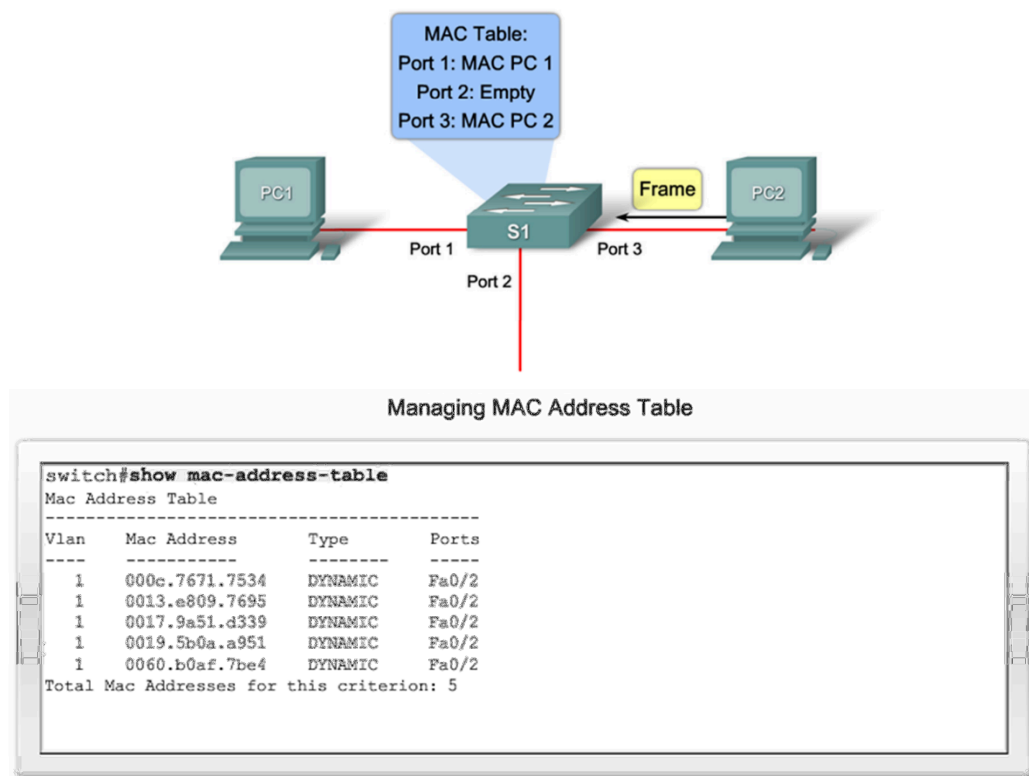 MAC Table:
Port 1: MAC PC 1
Port 2: Empty
Port 3: MAC PC 2
PC1
Frame
PC2
S1
Port 1
Port 3
Port 2
Managing MAC Address Table
switch#show mac-address-table
Mac Address Table
-------------------------------------------
Vlan Mac Address Type Ports
---- ----------- -------- -----
1 000c.7671.7534 DYNAMIC Fa0/2
1 0013.e809.7695 DYNAMIC Fa0/2
1 0017.9a51.d339 DYNAMIC Fa0/2
1 0019.5b0a.a951 DYNAMIC Fa0/2
1 0060.b0af.7be4 DYNAMIC Fa0/2
Total Mac Addresses for this criterion: 5